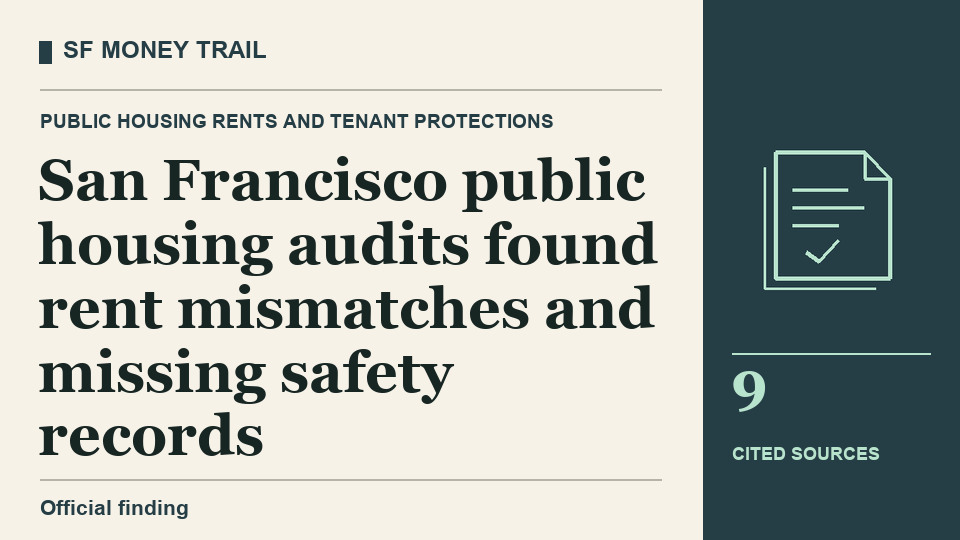 SF MONEY TRAIL
PUBLIC HOUSING RENTS AND TENANT PROTECTIONS
San Francisco public
housing audits found
rent mismatches and
missing safety
records
Official finding
9
CITED SOURCES